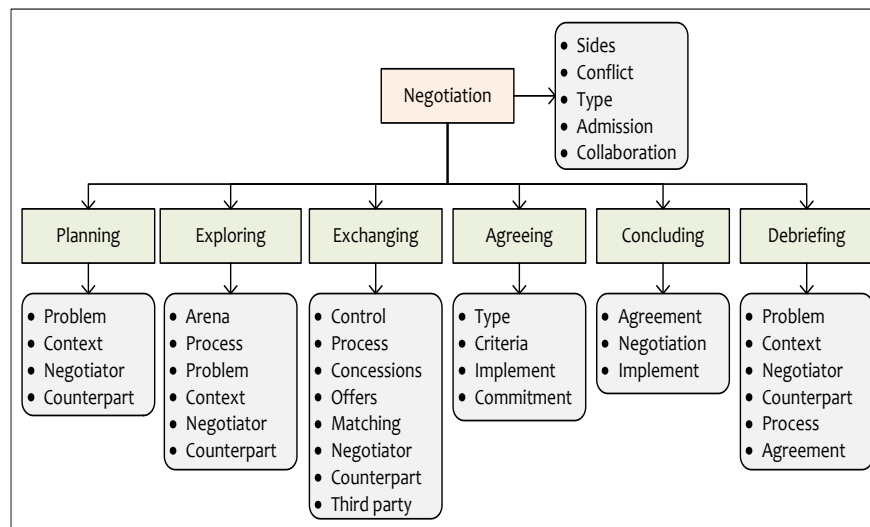 Negotiation
• Sides
• Conflict
• Type
• Admission
• Collaboration
Planning
• Problem
• Context
• Negotiator
• Counterpart
Exploring
• Arena
• Process
• Problem
• Context
• Negotiator
• Counterpart
Exchanging
• Control
• Process
• Concessions
• Offers
• Matching
• Negotiator
• Counterpart
• Third party
Agreeing
• Type
• Criteria
• Implement
• Commitment
Concluding
• Agreement
• Negotiation
• Implement
Debriefing
• Problem
• Context
• Negotiator
• Counterpart
• Process
• Agreement